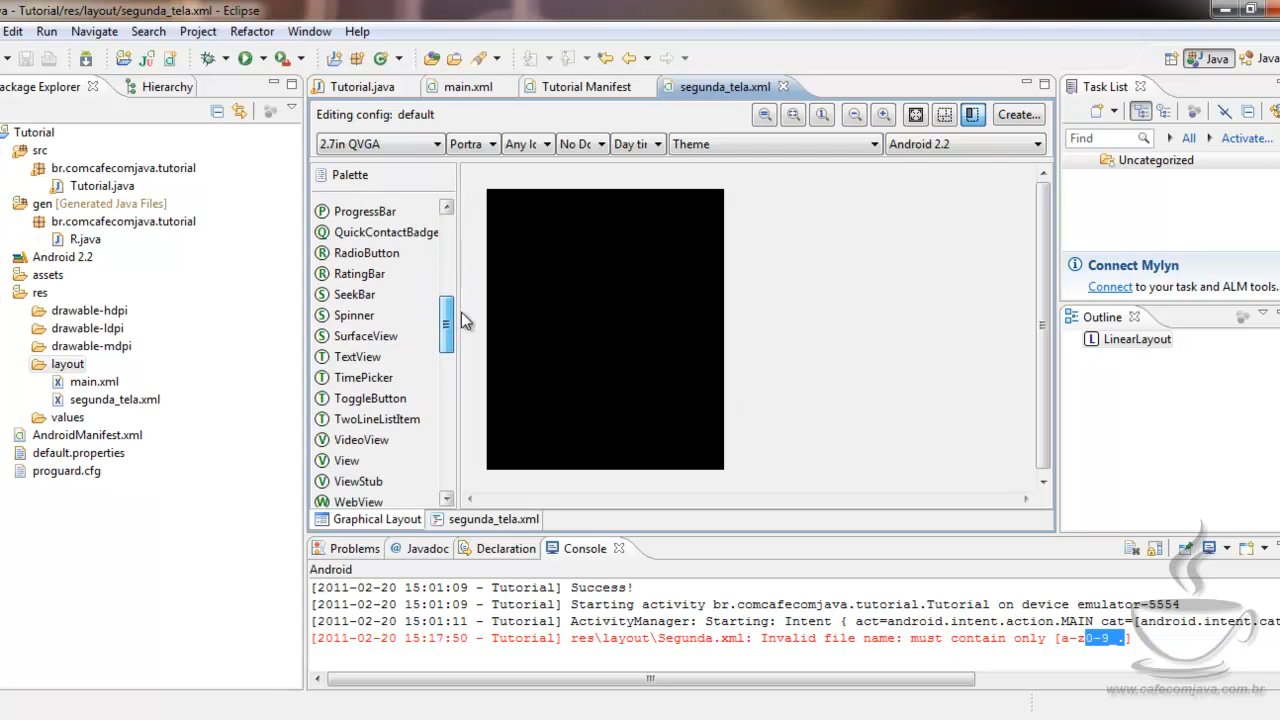 va - Tutorial/res/layout/segunda_tela.xml - Eclipse
Edit Run Navigate Search Project Refactor Window Help
Java
Java
Package Explorer
Hierarchy
Tutorial.java
main.xml
Tutorial Manifest
segunda_tela.xml
Task List
Editing config: default
Create...
2.7in QVGA
Portra
Any lc
No Dc
Day tir
Theme
Android 2.2
Find
All
Activate...
Uncategorized
Tutorial
src
br.comcafecomjava.tutorial
Tutorial.java
gen [Generated Java Files]
br.comcafecomjava.tutorial
R.java
Android 2.2
assets
res
drawable-hdpi
drawable-ldpi
drawable-mdpi
layout
main.xml
segunda_tela.xml
values
AndroidManifest.xml
default.properties
proguard.cfg
Palette
ProgressBar
QuickContactBadge
RadioButton
RatingBar
SeekBar
Spinner
SurfaceView
TextView
TimePicker
ToggleButton
TwoLineListItem
VideoView
View
ViewStub
WebView
Graphical Layout
segunda_tela.xml
Connect Mylyn
Connect to your task and ALM tools.
Outline
LinearLayout
Problems
Javadoc
Declaration
Console
Android
[2011-02-20 15:01:09 - Tutorial] Success!
[2011-02-20 15:01:09 - Tutorial] Starting activity br.comcafecomjava.tutorial.Tutorial on device emulator-5554
[2011-02-20 15:01:11 - Tutorial] ActivityManager: Starting: Intent { act=android.intent.action.MAIN cat=[android.intent.cat
[2011-02-20 15:17:50 - Tutorial] res\layout\Segunda.xml: Invalid file name: must contain only [a-z0-9_.]
www.cafecomjava.com.br